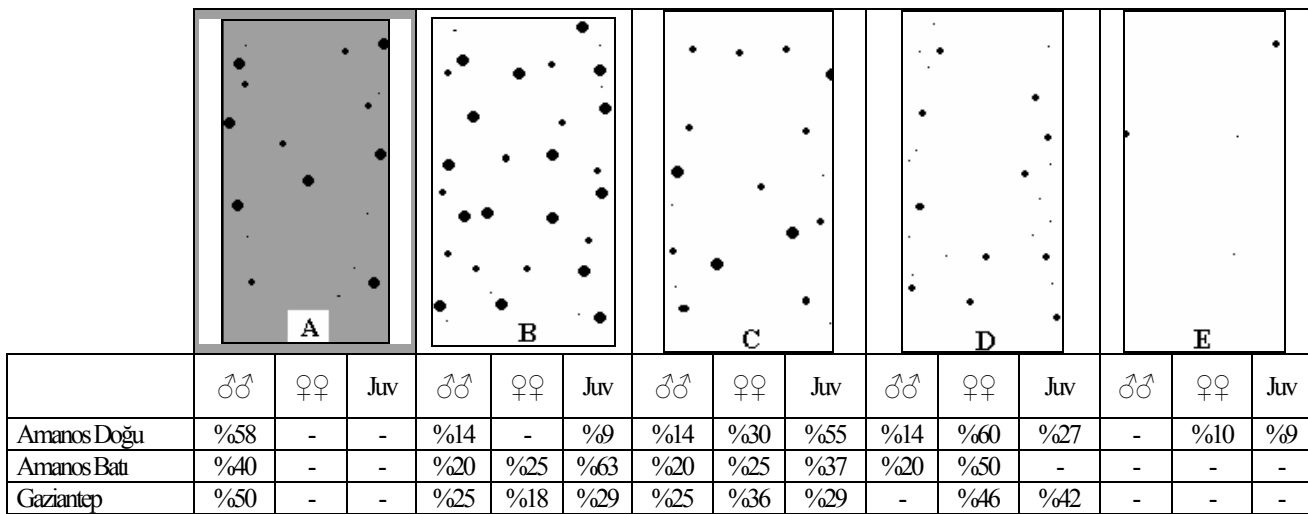 A B C D E
♂♂ ♀♀ Juv ♂♂ ♀♀ Juv ♂♂ ♀♀ Juv ♂♂ ♀♀ Juv ♂♂ ♀♀ Juv
Amanos Doğu %58 - - %14 - %9 %14 %30 %55 %14 %60 %27 - %10 %9
Amanos Batı %40 - - %20 %25 %63 %20 %25 %37 %20 %50 - - - -
Gaziantep %50 - - %25 %18 %29 %25 %36 %29 - %46 %42 - - -